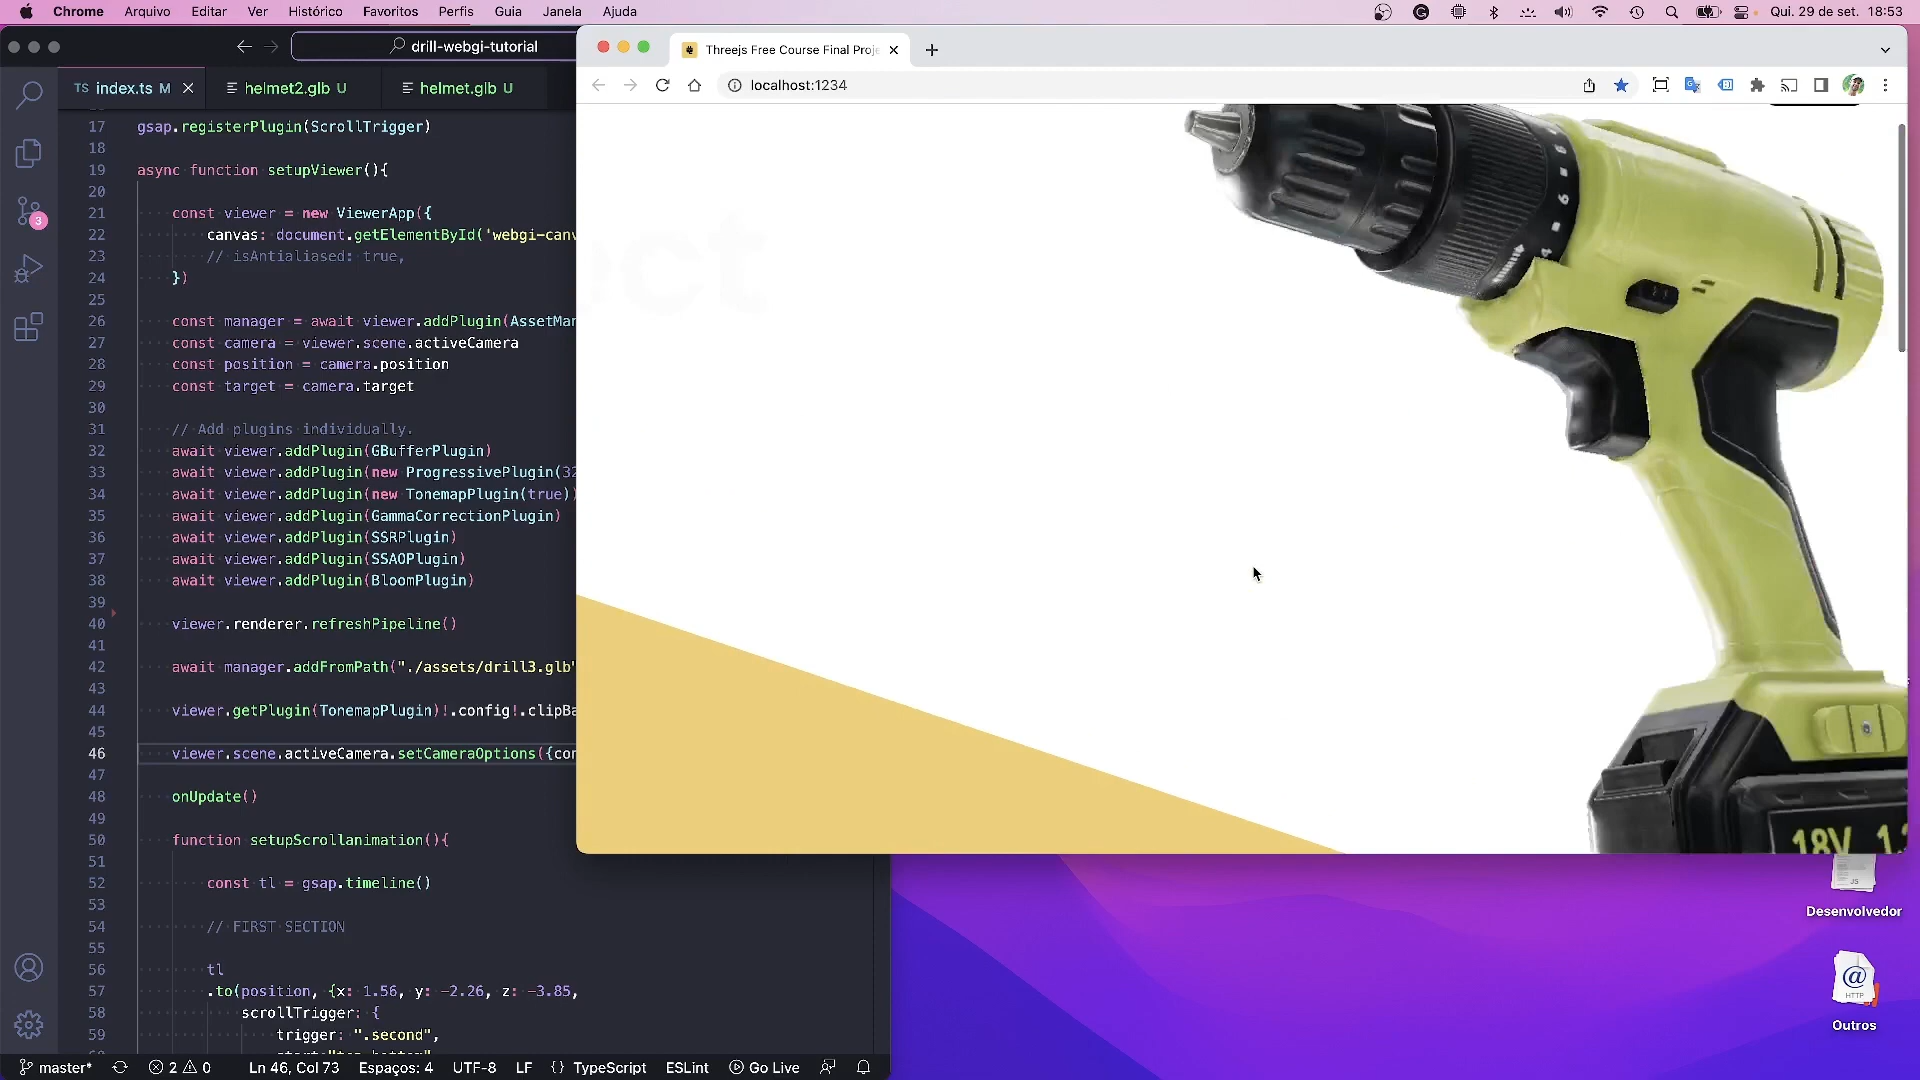 Chrome Arquivo Editar Ver Histórico Favoritos Perfis Guia Janela Ajuda Qui. 29 de set. 18:53
drill-webgi-tutorial
Threejs Free Course Final Proje
TS index.ts M helmet2.glb U helmet.glb U
localhost:1234
17 gsap.registerPlugin(ScrollTrigger)
18
19 async function setupViewer(){
20
21 const viewer = new ViewerApp({
22 canvas: document.getElementById('webgi-canv
23 // isAntialiased: true,
24 })
25
26 const manager = await viewer.addPlugin(AssetMan
27 const camera = viewer.scene.activeCamera
28 const position = camera.position
29 const target = camera.target
30
31 // Add plugins individually.
32 await viewer.addPlugin(GBufferPlugin)
33 await viewer.addPlugin(new ProgressivePlugin(32
34 await viewer.addPlugin(new TonemapPlugin(true))
35 await viewer.addPlugin(GammaCorrectionPlugin)
36 await viewer.addPlugin(SSRPlugin)
37 await viewer.addPlugin(SSAOPlugin)
38 await viewer.addPlugin(BloomPlugin)
39
40 viewer.renderer.refreshPipeline()
41
42 await manager.addFromPath("./assets/drill3.glb"
43
44 viewer.getPlugin(TonemapPlugin)!.config!.clipBa
45
46 viewer.scene.activeCamera.setCameraOptions({con
47
48 onUpdate()
49
50 function setupScrollanimation(){
51
52 const tl = gsap.timeline()
53
54 // FIRST SECTION
55
56 tl
57 .to(position, {x: 1.56, y: -2.26, z: -3.85,
58 scrollTrigger: {
59 trigger: ".second",
3
ect
18V 1.
JS
Desenvolvedor
@
HTTP
Outros
master* 2 0 Ln 46, Col 73 Espaços: 4 UTF-8 LF {} TypeScript ESLint Go Live